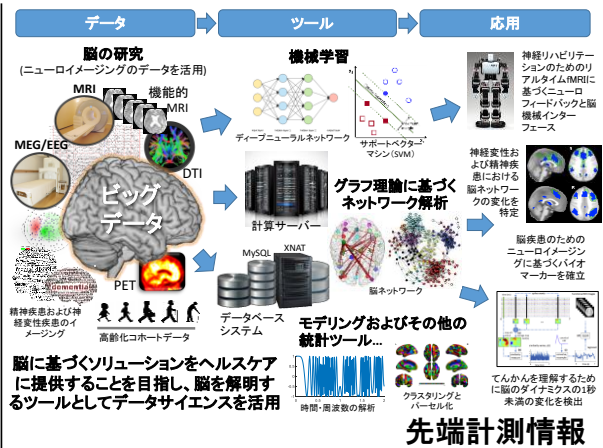 データ
ツール
応用
脳の研究
(ニューロイメージングのデータを活用)
MRI
機能的
MRI
MEG/EEG
DTI
ビッグ
データ
PET
dementia
精神疾患および神
経変性疾患のイ
メージング
高齢化コホートデータ
脳に基づくソリューションをヘルスケア
に提供することを目指し、脳を解明す
るツールとしてデータサイエンスを活用
機械学習
ディープニューラルネットワーク
サポートベクター
マシン(SVM)
計算サーバー
グラフ理論に基づく
ネットワーク解析
MySQL
XNAT
データベース
システム
脳ネットワーク
モデリングおよびその他の
統計ツール...
時間・周波数の解析
クラスタリングと
パーセル化
神経リハビリテ
ーションのためのリ
アルタイムfMRIに
基づくニューロ
フィードバックと脳
機械インター
フェース
神経変性お
よび精神疾
患における
脳ネットワー
クの変化を
特定
脳疾患のための
ニューロイメージン
グに基づくバイオ
マーカーを確立
てんかんを理解するため
に脳のダイナミクスの1秒
未満の変化を検出
先端計測情報